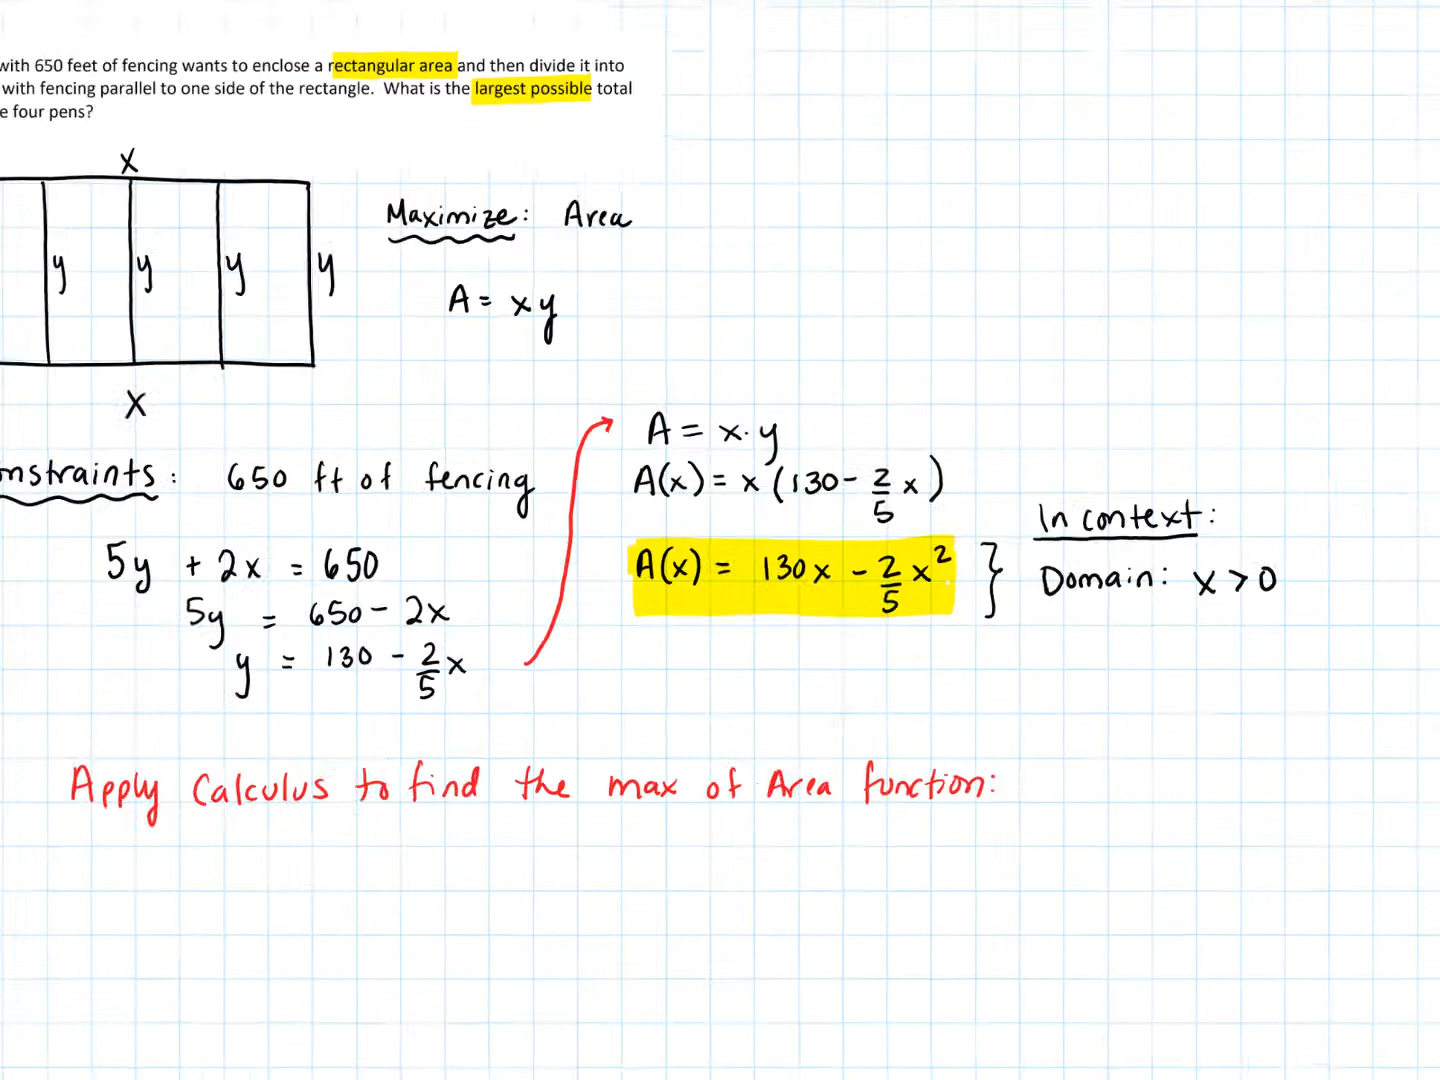 with 650 feet of fencing wants to enclose a rectangular area and then divide it into
with fencing parallel to one side of the rectangle. What is the largest possible total
e four pens?
x
y y y y
x
Maximize: Area
A = xy
nstraints: 650 ft of fencing
5y + 2x = 650
5y = 650 - 2x
y = 130 - 2/5 x
A = x·y
A(x) = x(130 - 2/5 x)
A(x) = 130x - 2/5 x²
In context:
Domain: x > 0
Apply Calculus to find the max of Area function: